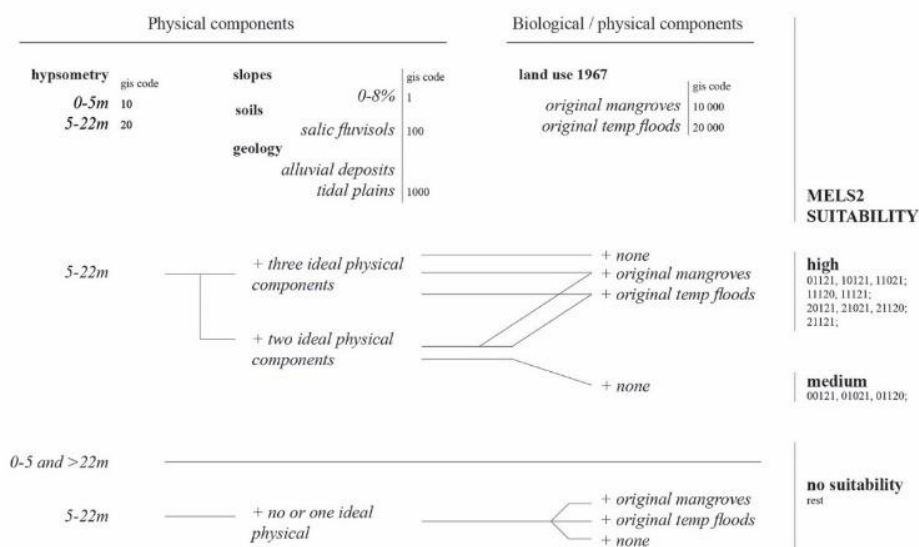 Physical components
Biological / physical components
hypsometry
gis code
0-5m 10
5-22m 20
slopes
gis code
0-8% 1
soils
salic fluvisols 100
geology
alluvial deposits
tidal plains 1000
land use 1967
gis code
original mangroves 10 000
original temp floods 20 000
MELS2
SUITABILITY
5-22m
+ three ideal physical
components
+ two ideal physical
components
+ none
+ original mangroves
+ original temp floods
+ none
high
01121, 10121, 11021;
11120, 11121;
20121, 21021, 21120;
21121;
medium
00121, 01021, 01120;
0-5 and >22m
no suitability
rest
5-22m
+ no or one ideal
physical
+ original mangroves
+ original temp floods
+ none